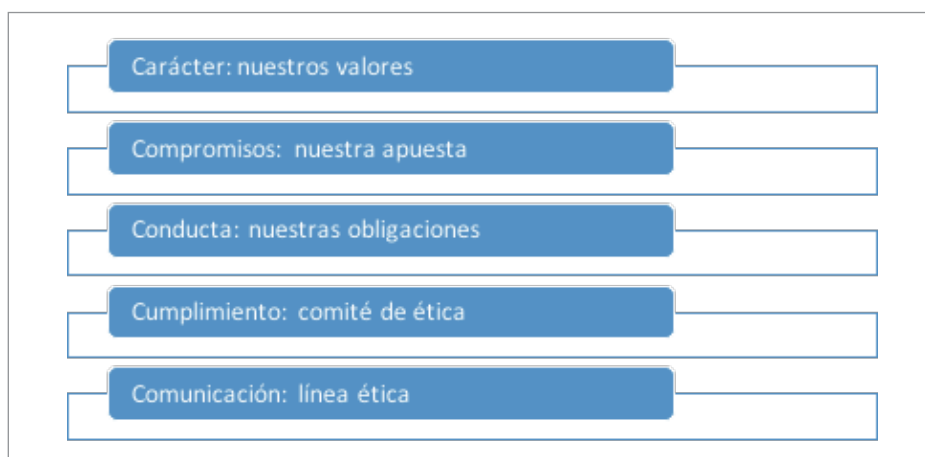 Carácter: nuestros valores
Compromisos: nuestra apuesta
Conducta: nuestras obligaciones
Cumplimiento: comité de ética
Comunicación: línea ética